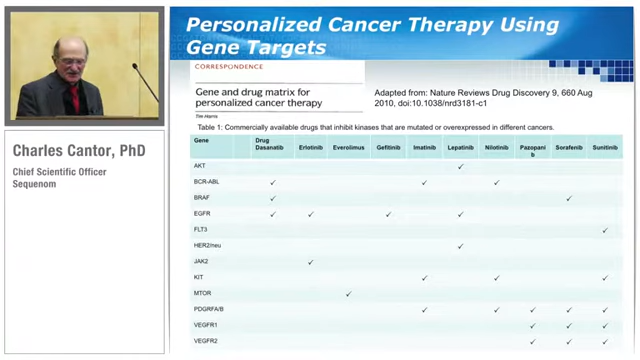 Personalized Cancer Therapy Using
Gene Targets
CORRESPONDENCE
Gene and drug matrix for
personalized cancer therapy
Tim Harris
Adapted from: Nature Reviews Drug Discovery 9, 660 Aug
2010, doi:10.1038/nrd3181-c1
Charles Cantor, PhD
Chief Scientific Officer
Sequenom
Table 1: Commercially available drugs that inhibit kinases that are mutated or overexpressed in different cancers.
Gene Drug Dasatinib Erlotinib Everolimus Gefitinib Imatinib Lapatinib Nilotinib Pazopani b Sorafenib Sunitinib
AKT ✓
BCR-ABL ✓ ✓ ✓
BRAF ✓ ✓
EGFR ✓ ✓ ✓ ✓
FLT3 ✓
HER2/neu ✓
JAK2 ✓
KIT ✓ ✓ ✓
MTOR ✓
PDGRFA/B ✓ ✓ ✓ ✓ ✓
VEGFR1 ✓ ✓ ✓
VEGFR2 ✓ ✓ ✓